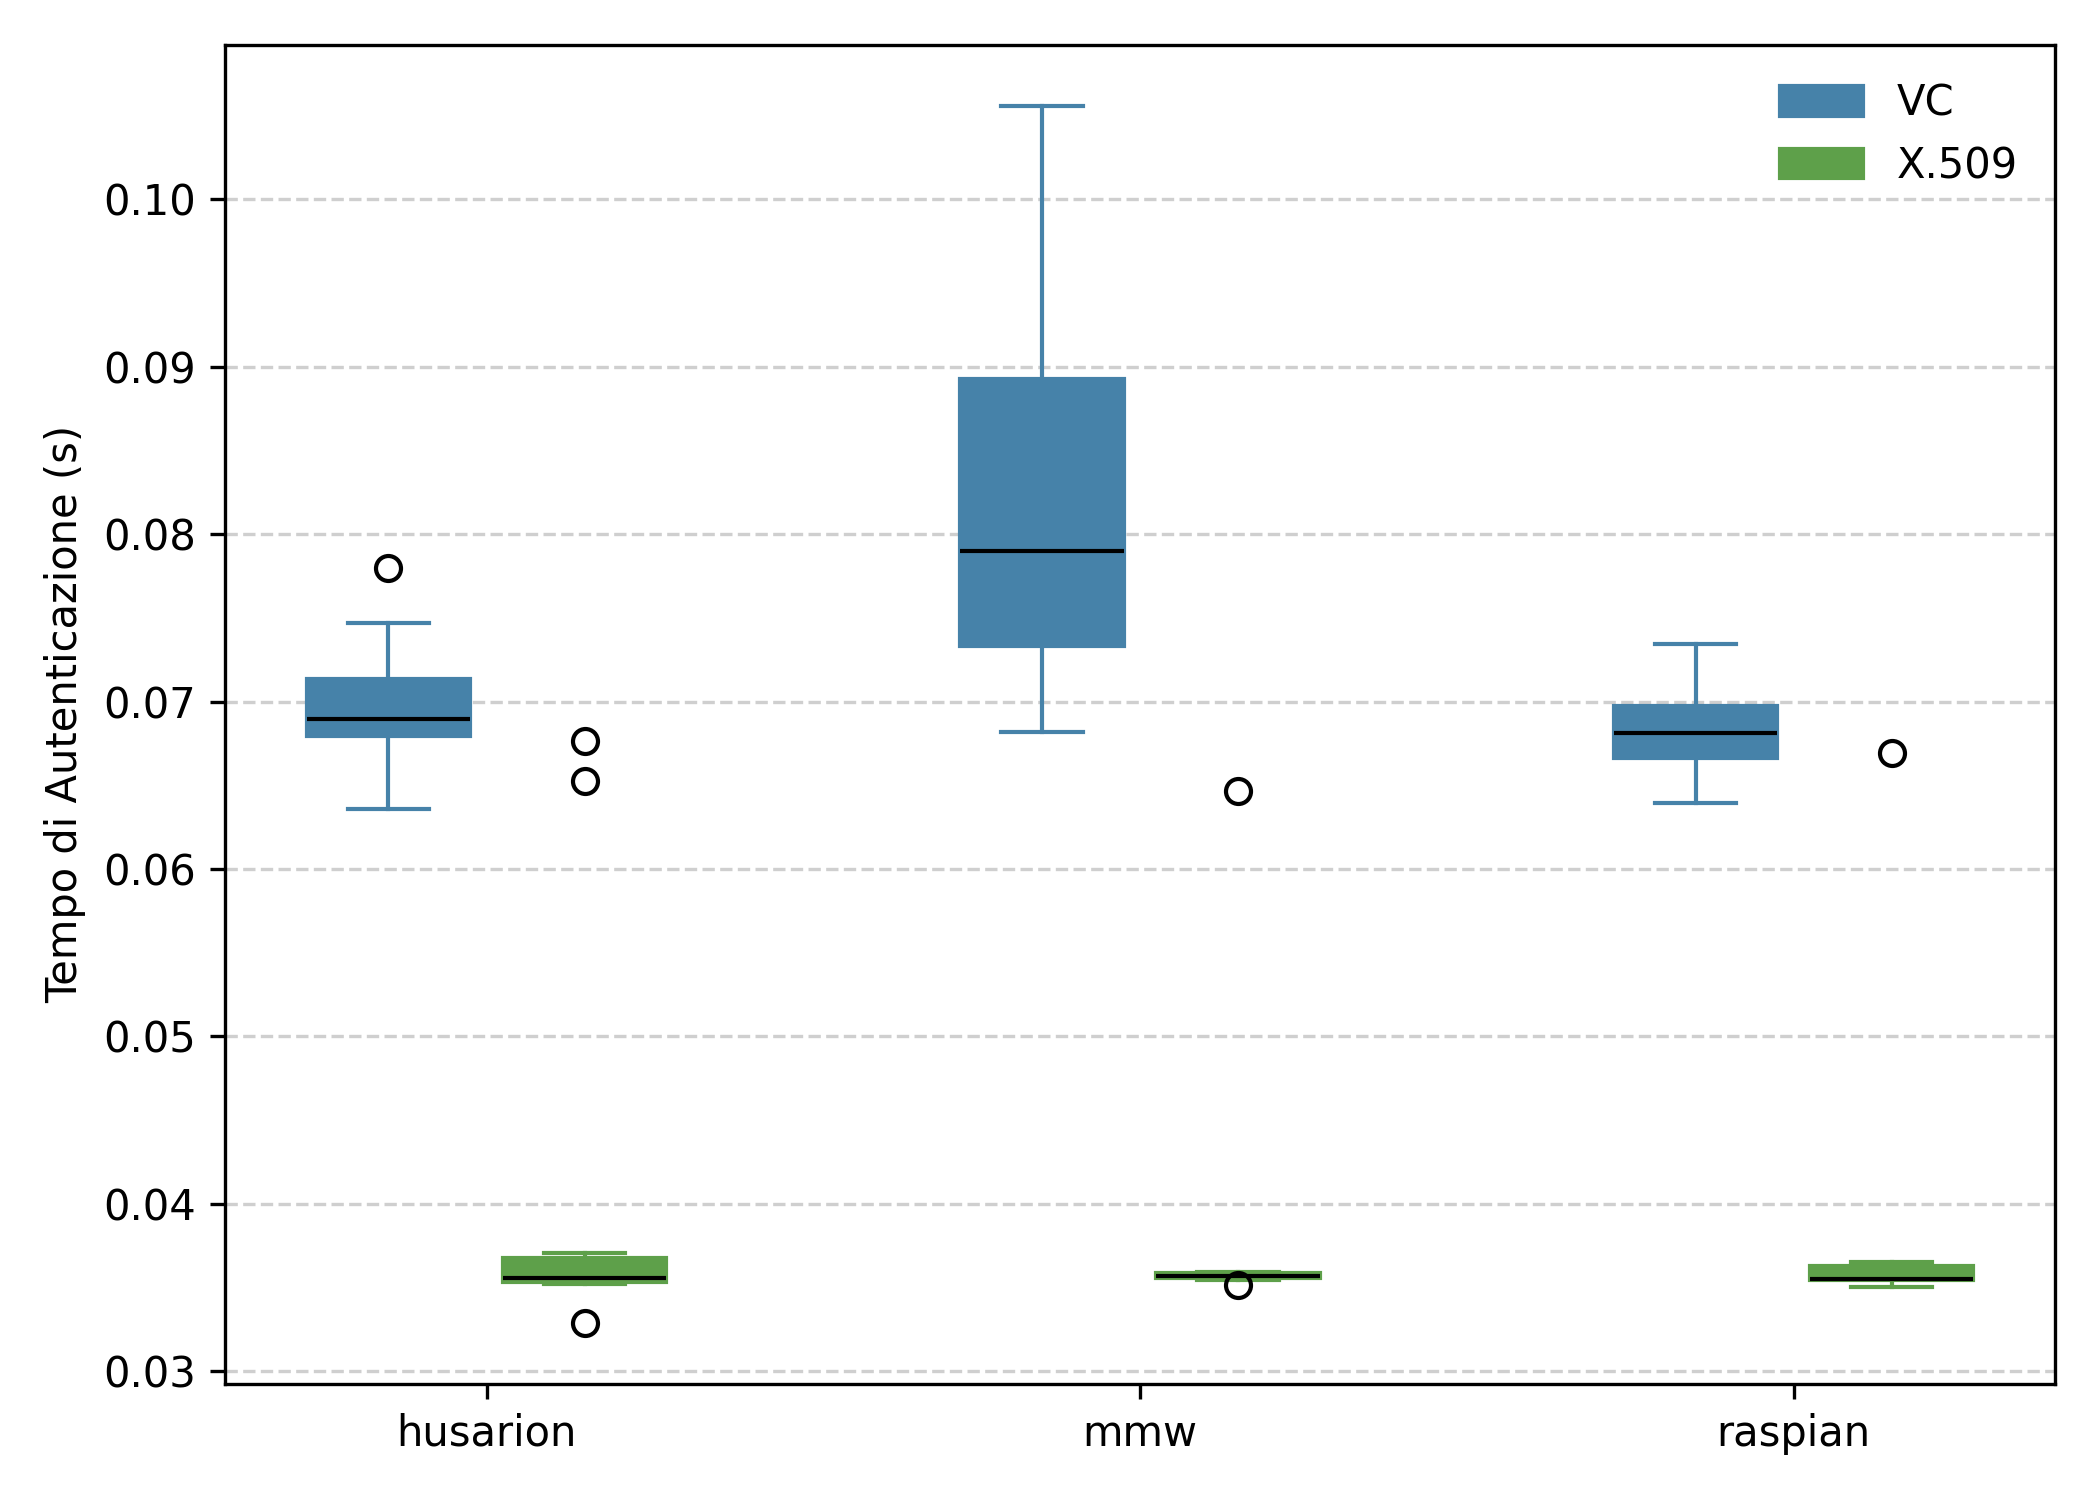 VC
X.509
0.10
0.09
0.08
0.07
0.06
0.05
0.04
0.03
Tempo di Autenticazione (s)
husarion
mmw
raspian